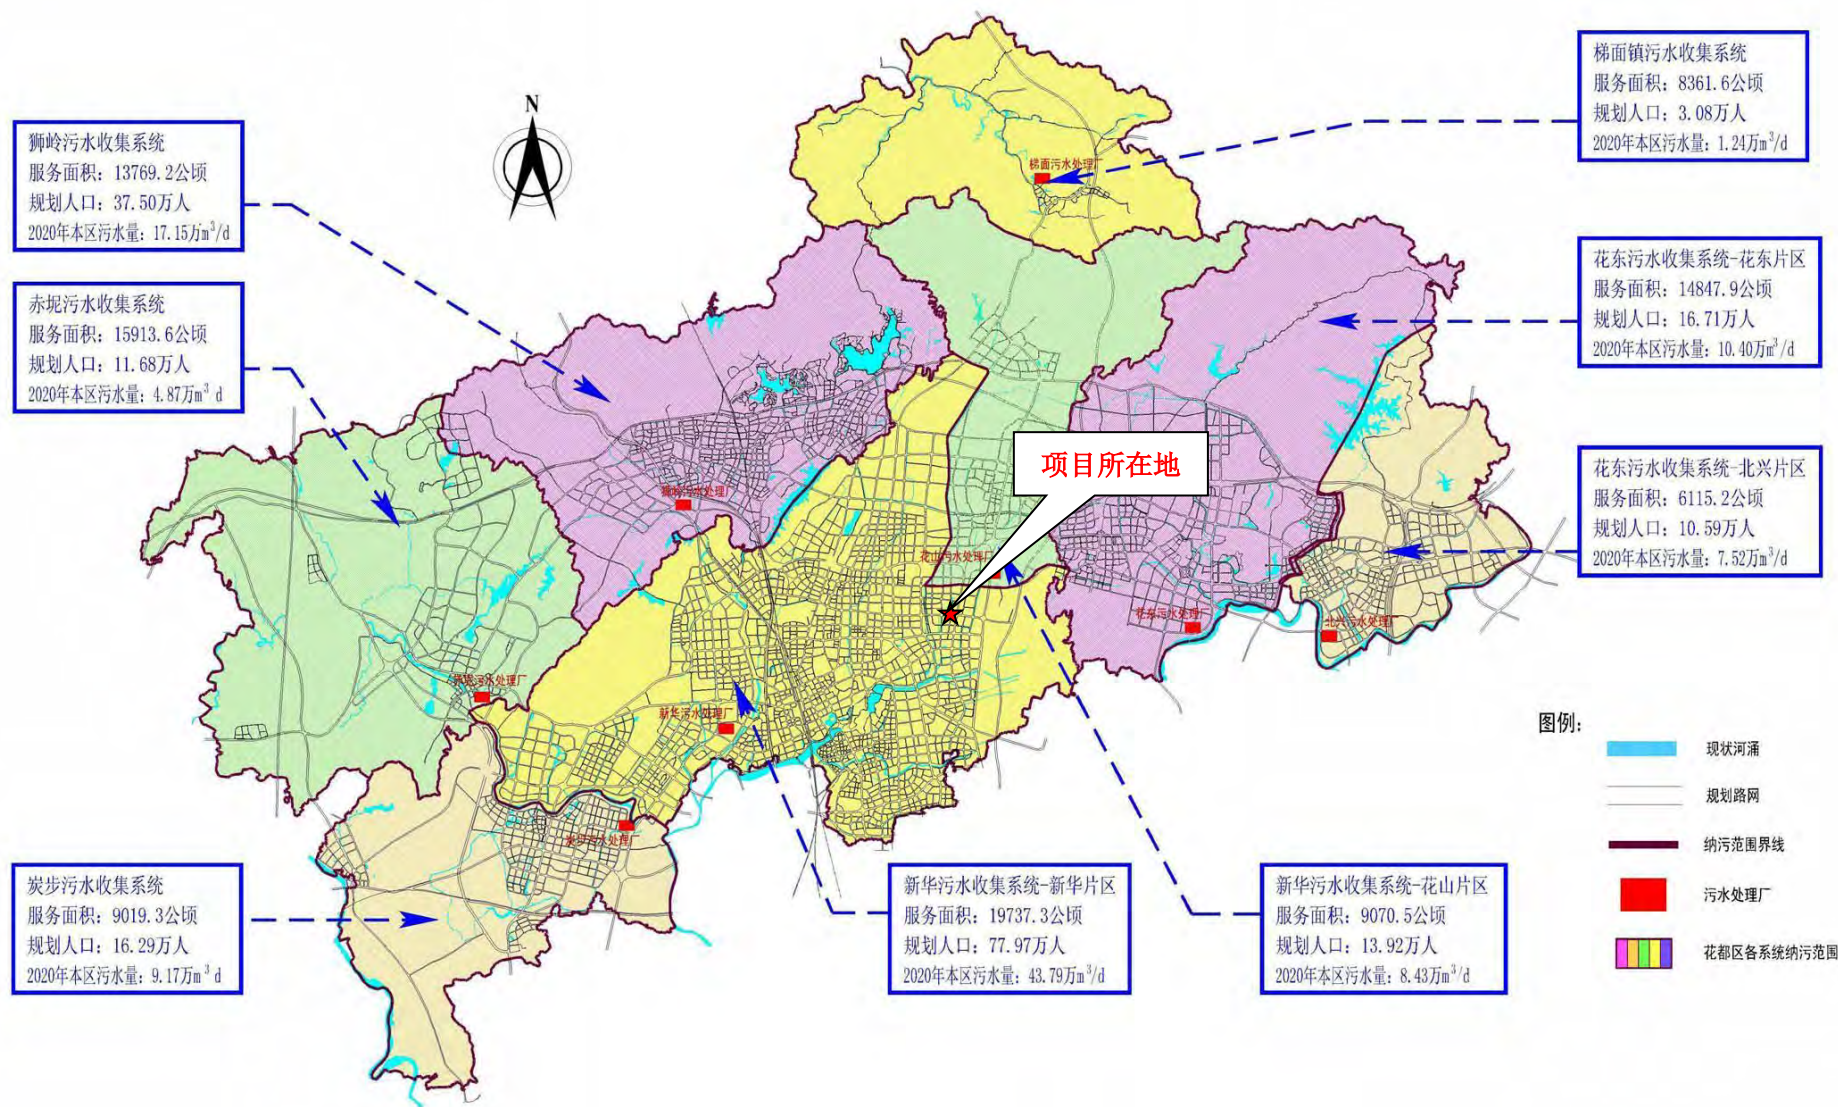 梯面镇污水收集系统
服务面积：8361.6公顷
规划人口：3.08万人
2020年本区污水量：1.24万m³/d
N
狮岭污水收集系统
服务面积：13769.2公顷
规划人口：37.50万人
2020年本区污水量：17.15万m³/d
梯面污水处理厂
花东污水收集系统-花东片区
服务面积：14847.9公顷
规划人口：16.71万人
2020年本区污水量：10.40万m³/d
赤坭污水收集系统
服务面积：15913.6公顷
规划人口：11.68万人
2020年本区污水量：4.87万m³ d
项目所在地
花东污水收集系统-北兴片区
服务面积：6115.2公顷
规划人口：10.59万人
2020年本区污水量：7.52万m³/d
狮岭污水处理厂
花山污水处理厂
花东污水处理厂
北兴污水处理厂
污水处理厂
新华污水处理厂
炭步污水处理厂
图例：
现状河涌
规划路网
纳污范围界线
污水处理厂
花都区各系统纳污范围
炭步污水收集系统
服务面积：9019.3公顷
规划人口：16.29万人
2020年本区污水量：9.17万m³ d
新华污水收集系统-新华片区
服务面积：19737.3公顷
规划人口：77.97万人
2020年本区污水量：43.79万m³/d
新华污水收集系统-花山片区
服务面积：9070.5公顷
规划人口：13.92万人
2020年本区污水量：8.43万m³/d